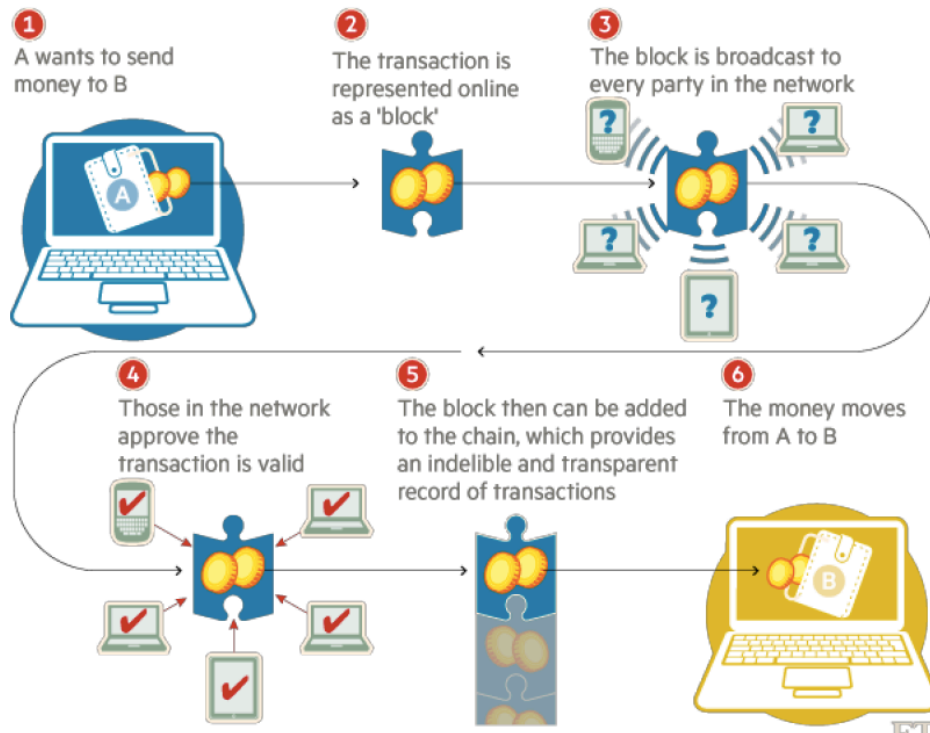 1
A wants to send
money to B
2
The transaction is
represented online
as a 'block'
3
The block is broadcast to
every party in the network
?
?
A
?
?
?
4
Those in the network
approve the
transaction is valid
5
The block then can be added
to the chain, which provides
an indelible and transparent
record of transactions
6
The money moves
from A to B
B